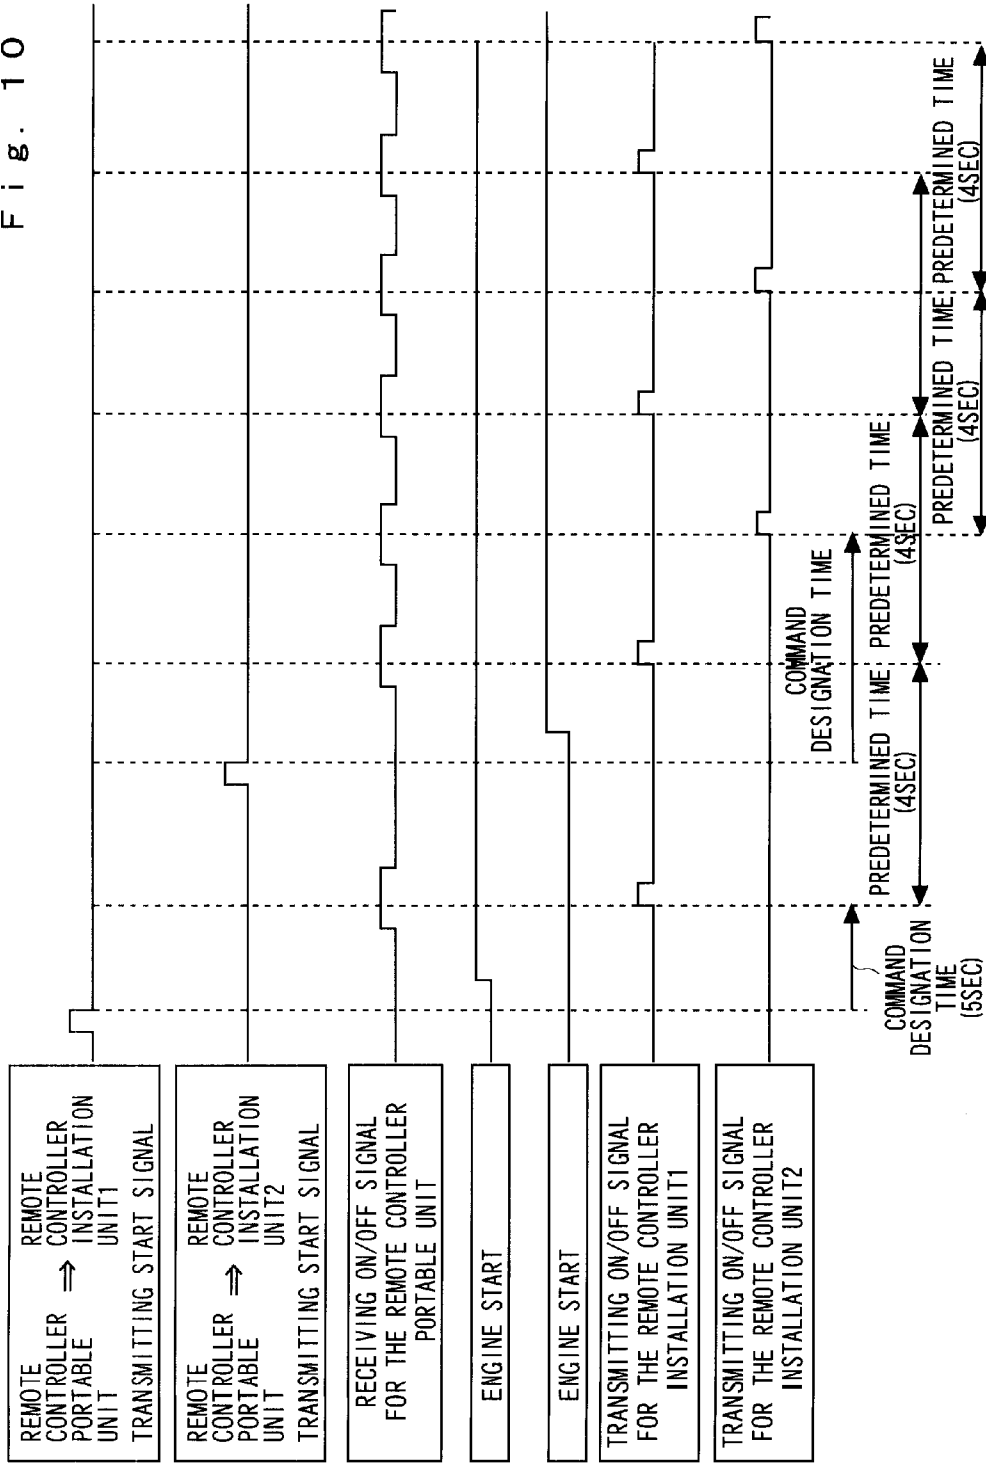 Fig. 10
REMOTE CONTROLLER PORTABLE UNIT ⇒ REMOTE CONTROLLER INSTALLATION UNIT1
TRANSMITTING START SIGNAL
REMOTE CONTROLLER PORTABLE UNIT ⇒ REMOTE CONTROLLER INSTALLATION UNIT2
TRANSMITTING START SIGNAL
RECEIVING ON/OFF SIGNAL
FOR THE REMOTE CONTROLLER
PORTABLE UNIT
ENGINE START
ENGINE START
TRANSMITTING ON/OFF SIGNAL
FOR THE REMOTE CONTROLLER
INSTALLATION UNIT1
TRANSMITTING ON/OFF SIGNAL
FOR THE REMOTE CONTROLLER
INSTALLATION UNIT2
COMMAND
DESIGNATION
TIME
(5SEC)
COMMAND
DESIGNATION TIME
PREDETERMINED TIME
(4SEC)
PREDETERMINED TIME
(4SEC)
PREDETERMINED TIME
(4SEC)
PREDETERMINED TIME
(4SEC)